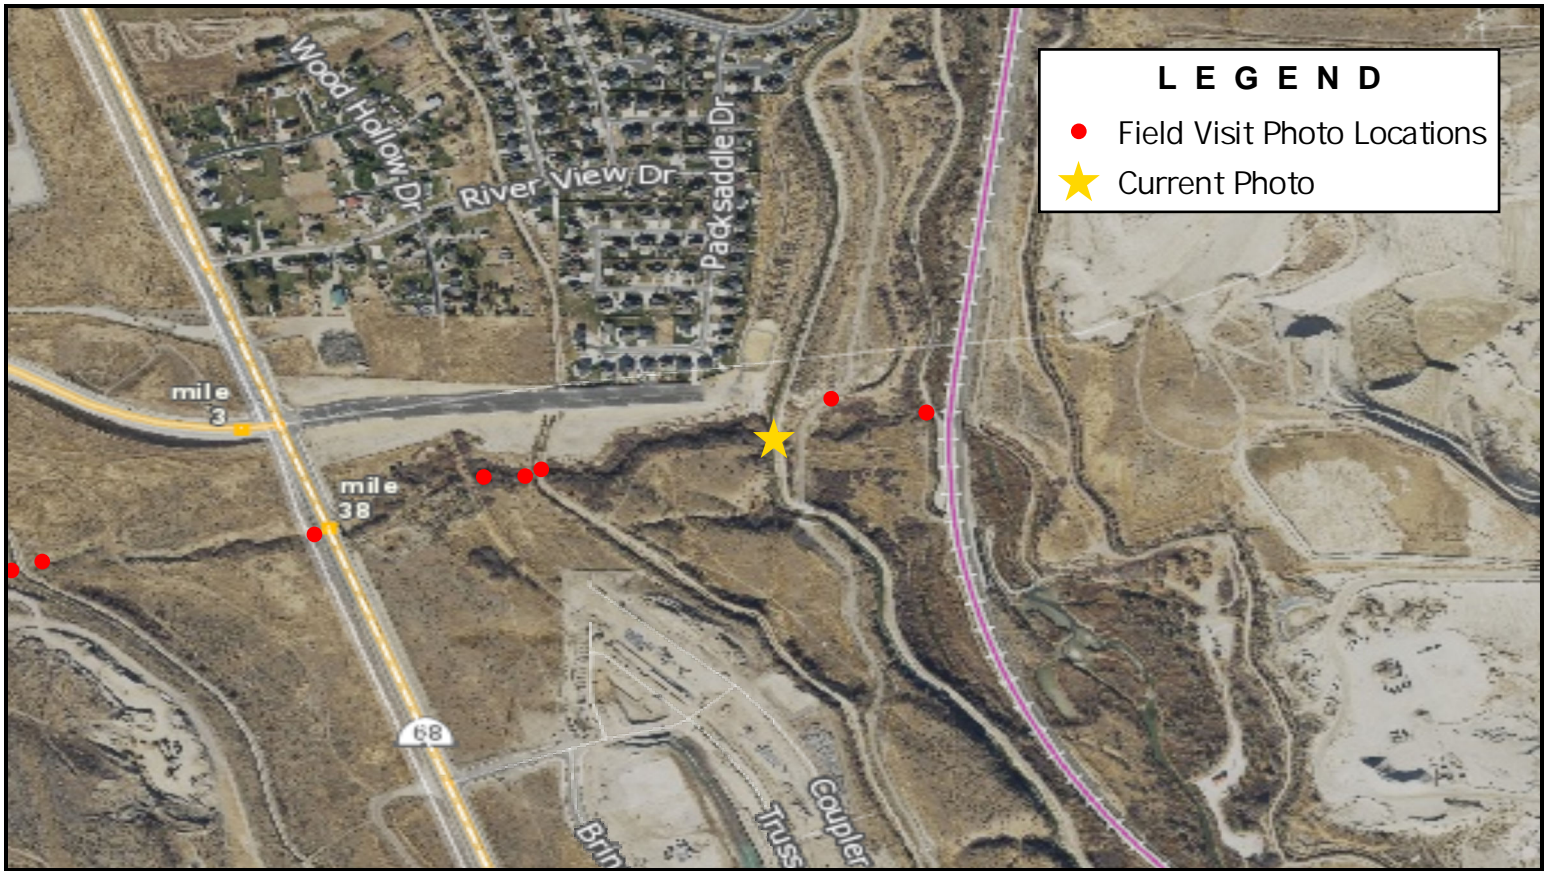 LEGEND
Field Visit Photo Locations
Current Photo
Wood Hollow Dr
River View Dr
Packsaddle Dr
mile
3
mile
38
68
Brin
Truss
Coupler